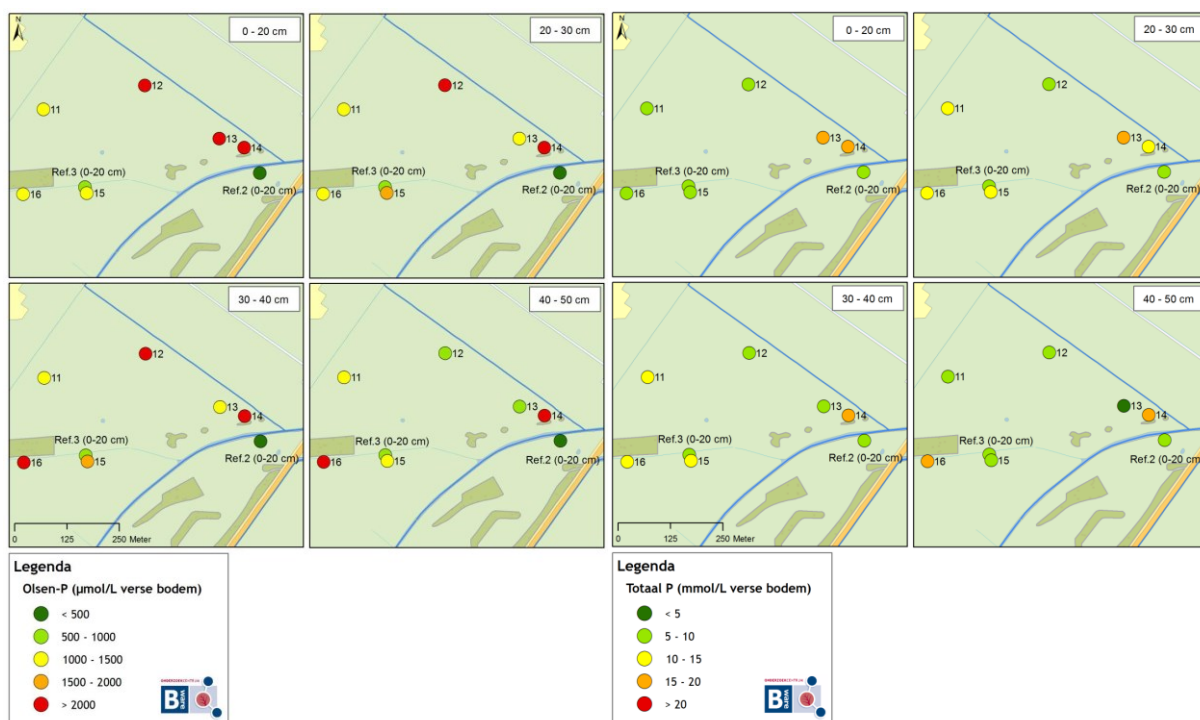 N
0 - 20 cm
12
11
13
14
Ref.3 (0-20 cm)
Ref.2 (0-20 cm)
16
15
20 - 30 cm
12
11
13
14
Ref.3 (0-20 cm)
Ref.2 (0-20 cm)
16
15
N
0 - 20 cm
12
11
13
14
Ref.3 (0-20 cm)
Ref.2 (0-20 cm)
16
15
20 - 30 cm
12
11
13
14
Ref.3 (0-20 cm)
Ref.2 (0-20 cm)
16
15
30 - 40 cm
12
11
13
14
Ref.3 (0-20 cm)
Ref.2 (0-20 cm)
16
15
0 125 250 Meter
40 - 50 cm
12
11
13
14
Ref.3 (0-20 cm)
Ref.2 (0-20 cm)
16
15
30 - 40 cm
12
11
13
14
Ref.3 (0-20 cm)
Ref.2 (0-20 cm)
16
15
0 125 250 Meter
40 - 50 cm
12
11
13
14
Ref.3 (0-20 cm)
Ref.2 (0-20 cm)
16
15
Legenda
Olsen-P (µmol/L verse bodem)
< 500
500 - 1000
1000 - 1500
1500 - 2000
> 2000
ONDERZOEKCENTRUM
B
ware
Legenda
Totaal P (mmol/L verse bodem)
< 5
5 - 10
10 - 15
15 - 20
> 20
ONDERZOEKCENTRUM
B
ware